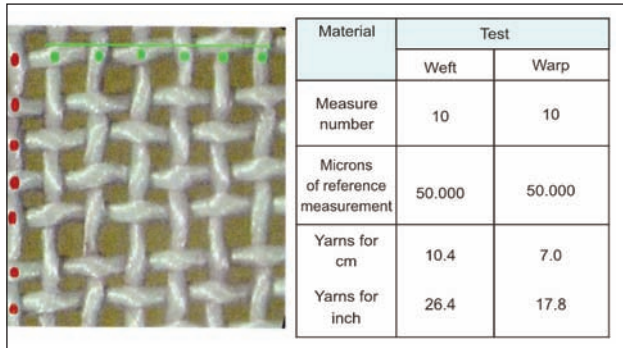 Material
Test
Weft
Warp
Measure
number
10
10
Microns
of reference
measurement
50.000
50.000
Yarns for
cm
10.4
7.0
Yarns for
inch
26.4
17.8